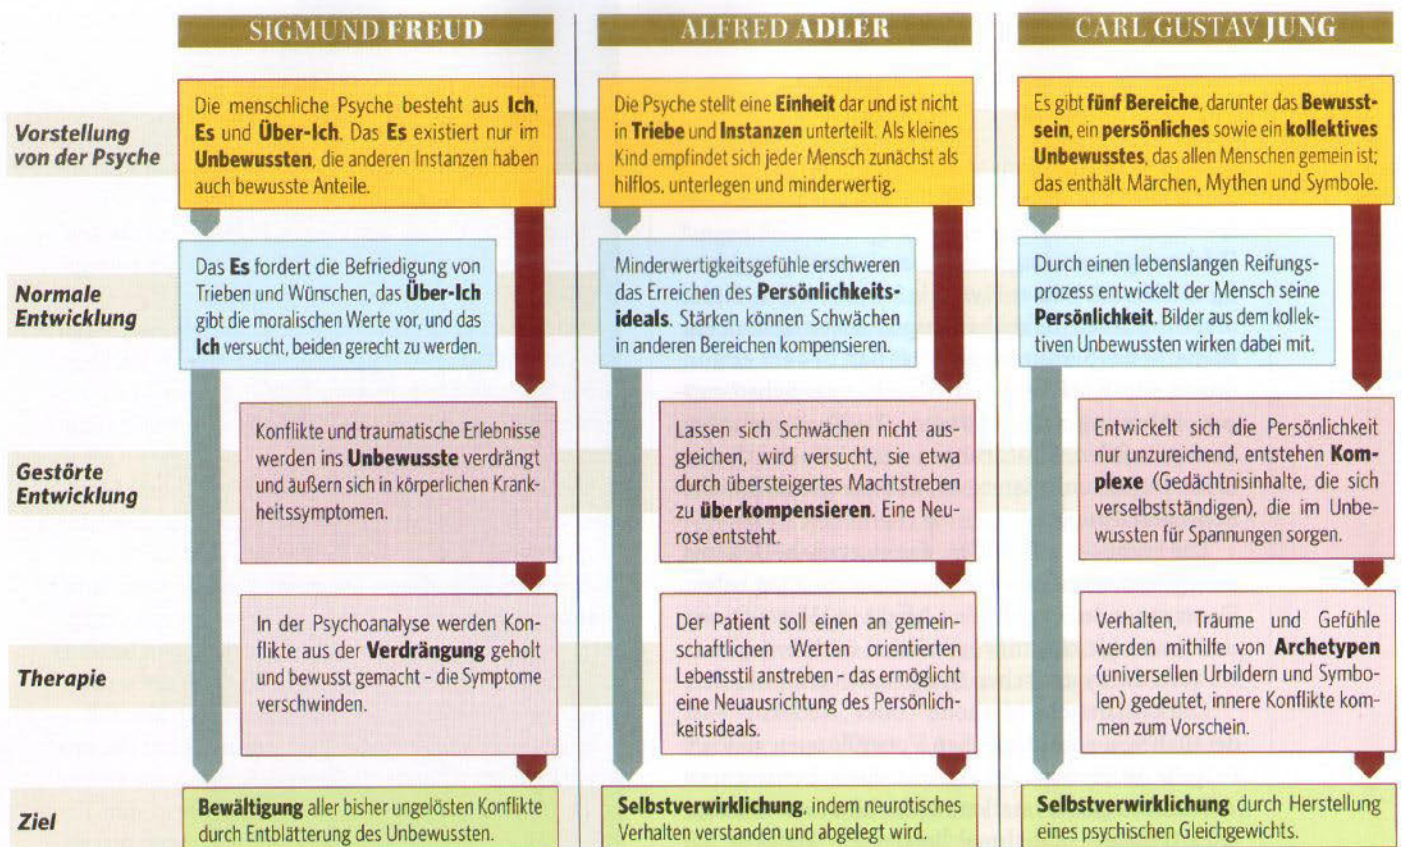 SIGMUND FREUD
ALFRED ADLER
CARL GUSTAV JUNG
Vorstellung
von der Psyche
Die menschliche Psyche besteht aus Ich,
Es und Über-Ich. Das Es existiert nur im
Unbewussten, die anderen Instanzen haben
auch bewusste Anteile.
Die Psyche stellt eine Einheit dar und ist nicht
in Triebe und Instanzen unterteilt. Als kleines
Kind empfindet sich jeder Mensch zunächst als
hilflos, unterlegen und minderwertig.
Es gibt fünf Bereiche, darunter das Bewusst-
sein, ein persönliches sowie ein kollektives
Unbewusstes, das allen Menschen gemein ist;
das enthält Märchen, Mythen und Symbole.
Normale
Entwicklung
Das Es fordert die Befriedigung von
Trieben und Wünschen, das Über-Ich
gibt die moralischen Werte vor, und das
Ich versucht, beiden gerecht zu werden.
Minderwertigkeitsgefühle erschweren
das Erreichen des Persönlichkeits-
ideals. Stärken können Schwächen
in anderen Bereichen kompensieren.
Durch einen lebenslangen Reifungs-
prozess entwickelt der Mensch seine
Persönlichkeit. Bilder aus dem kollek-
tiven Unbewussten wirken dabei mit.
Gestörte
Entwicklung
Konflikte und traumatische Erlebnisse
werden ins Unbewusste verdrängt
und äußern sich in körperlichen Krank-
heitssymptomen.
Lassen sich Schwächen nicht aus-
gleichen, wird versucht, sie etwa
durch übersteigertes Machtstreben
zu überkompensieren. Eine Neu-
rose entsteht.
Entwickelt sich die Persönlichkeit
nur unzureichend, entstehen Kom-
plexe (Gedächtnisinhalte, die sich
verselbstständigen), die im Unbe-
wussten für Spannungen sorgen.
Therapie
In der Psychoanalyse werden Kon-
flikte aus der Verdrängung geholt
und bewusst gemacht - die Symptome
verschwinden.
Der Patient soll einen an gemein-
schaftlichen Werten orientierten
Lebensstil anstreben - das ermöglicht
eine Neuausrichtung des Persönlich-
keitsideals.
Verhalten, Träume und Gefühle
werden mithilfe von Archetypen
(universellen Urbildern und Symbo-
len) gedeutet, innere Konflikte kom-
men zum Vorschein.
Ziel
Bewältigung aller bisher ungelösten Konflikte
durch Entblätterung des Unbewussten.
Selbstverwirklichung, indem neurotisches
Verhalten verstanden und abgelegt wird.
Selbstverwirklichung durch Herstellung
eines psychischen Gleichgewichts.